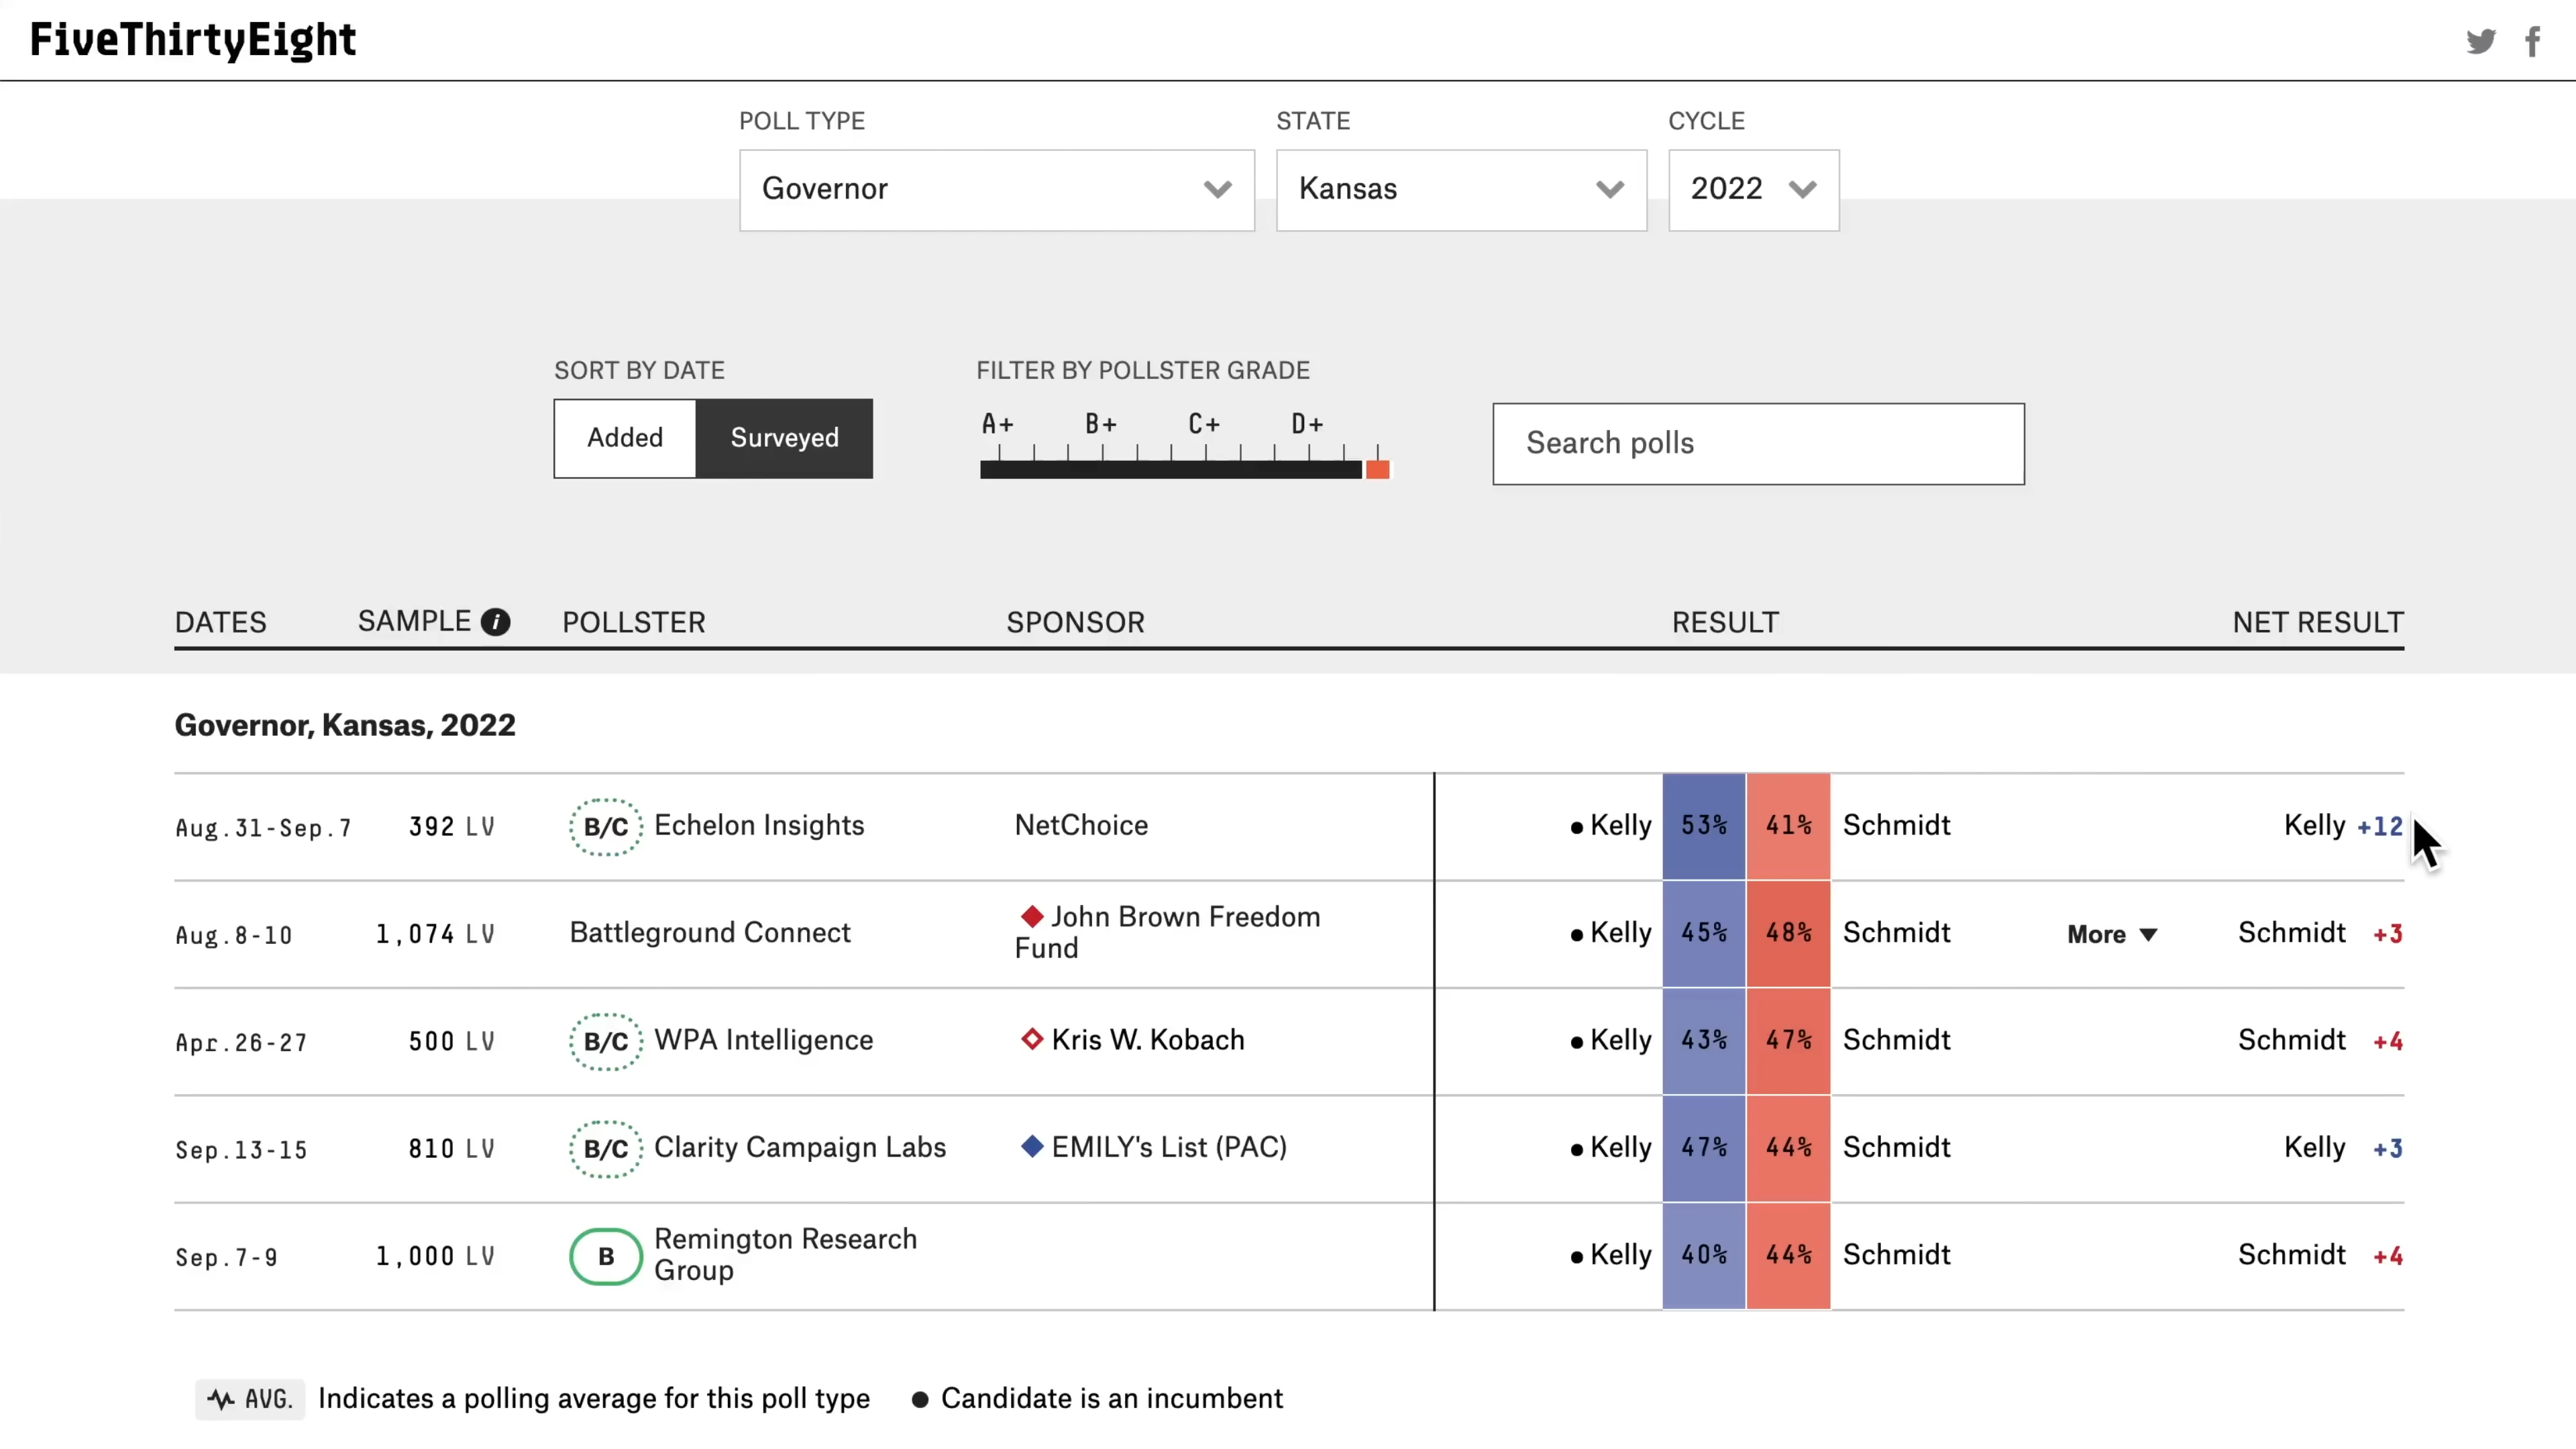 FiveThirtyEight
POLL TYPE STATE CYCLE
Governor Kansas 2022
SORT BY DATE FILTER BY POLLSTER GRADE
A+ B+ C+ D+
Added Surveyed Search polls
DATES SAMPLE i POLLSTER SPONSOR RESULT NET RESULT
Governor, Kansas, 2022
Aug.31-Sep.7 392 LV B/C Echelon Insights NetChoice Kelly 53% 41% Schmidt Kelly +12
Aug.8-10 1,074 LV Battleground Connect John Brown Freedom
Fund Kelly 45% 48% Schmidt More Schmidt +3
Apr.26-27 500 LV B/C WPA Intelligence Kris W. Kobach Kelly 43% 47% Schmidt Schmidt +4
Sep.13-15 810 LV B/C Clarity Campaign Labs EMILY's List (PAC) Kelly 47% 44% Schmidt Kelly +3
Sep.7-9 1,000 LV B Remington Research
Group Kelly 40% 44% Schmidt Schmidt +4
AVG. Indicates a polling average for this poll type ● Candidate is an incumbent